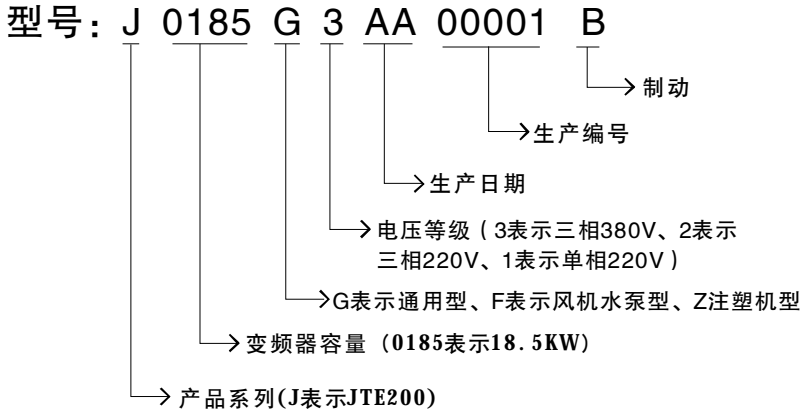 型号：J 0185 G 3 AA 00001 B
制动
生产编号
生产日期
电压等级（3表示三相380V、2表示
三相220V、1表示单相220V）
G表示通用型、F表示风机水泵型、Z注塑机型
变频器容量（0185表示18.5KW）
产品系列(J表示JTE200)